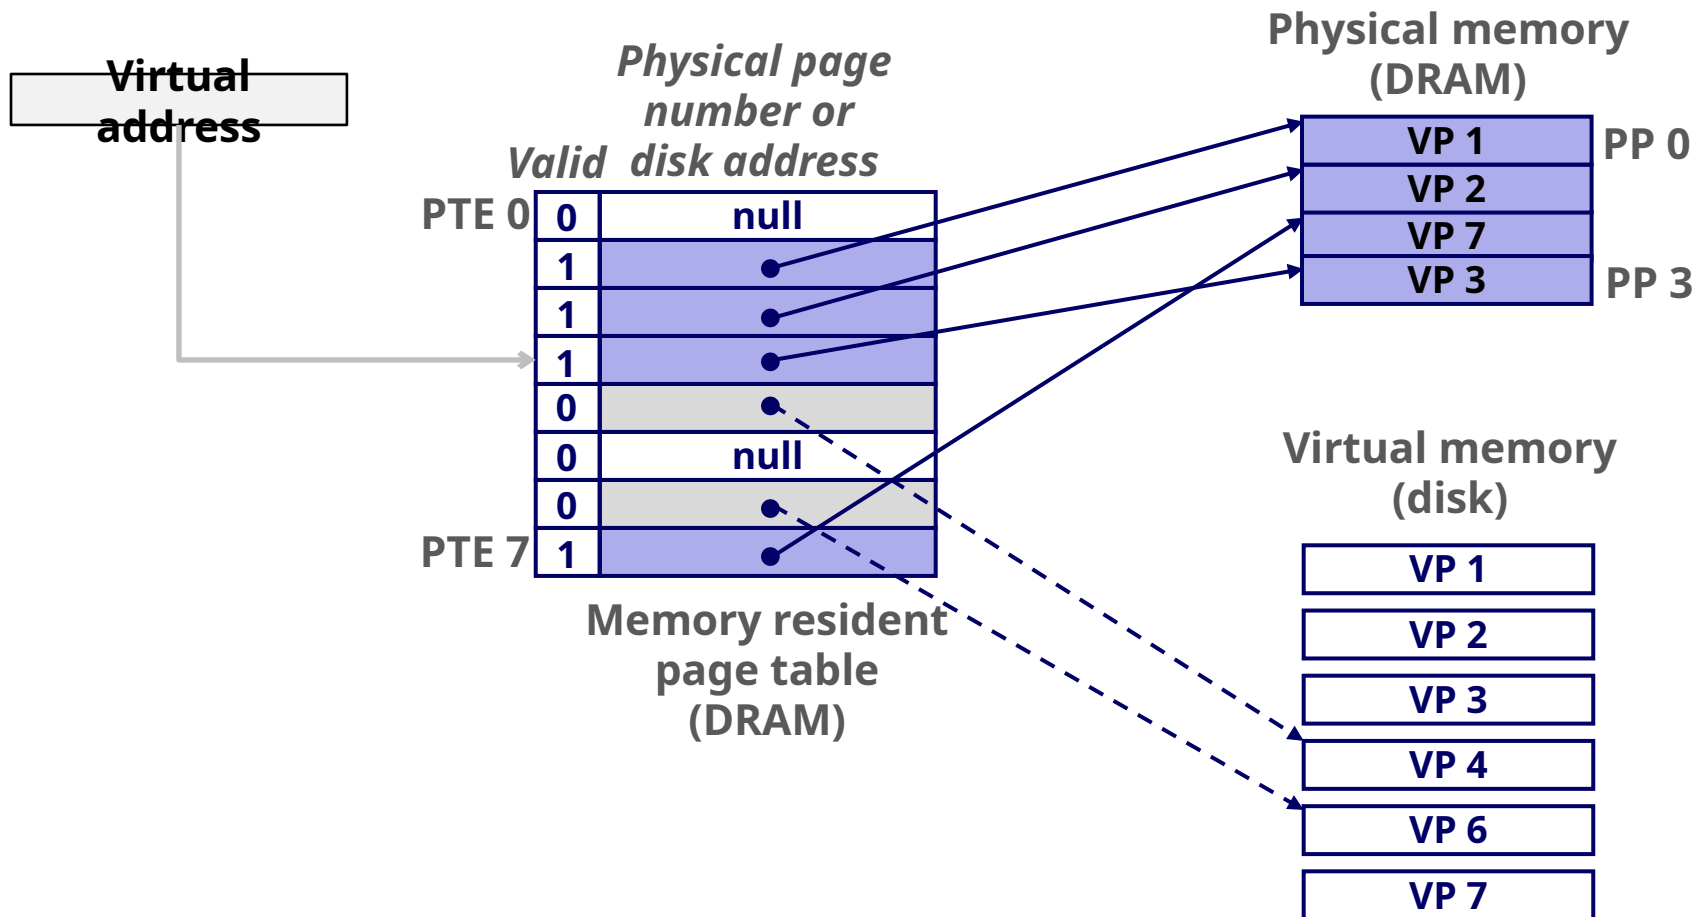 Virtual
address
Physical page
number or
disk address
Valid
PTE 0
0 null
1
1
1
0
0 null
0
PTE 7
1
Memory resident
page table
(DRAM)
Physical memory
(DRAM)
VP 1 PP 0
VP 2
VP 7
VP 3 PP 3
Virtual memory
(disk)
VP 1
VP 2
VP 3
VP 4
VP 6
VP 7